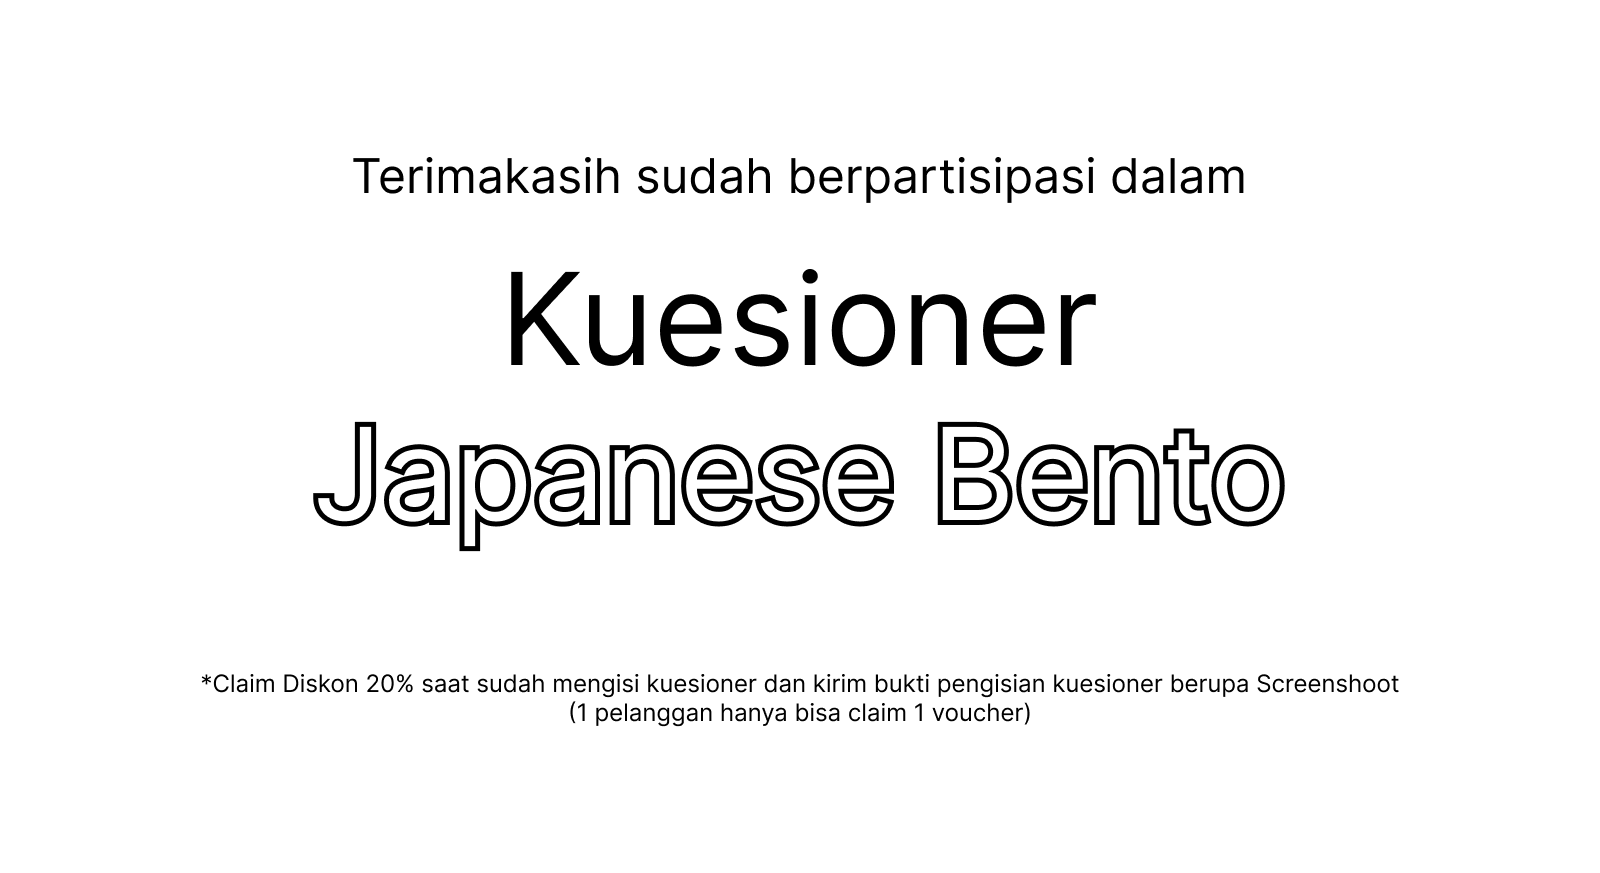 Terimakasih sudah berpartisipasi dalam
Kuesioner
Japanese Bento
*Claim Diskon 20% saat sudah mengisi kuesioner dan kirim bukti pengisian kuesioner berupa Screenshoot
(1 pelanggan hanya bisa claim 1 voucher)